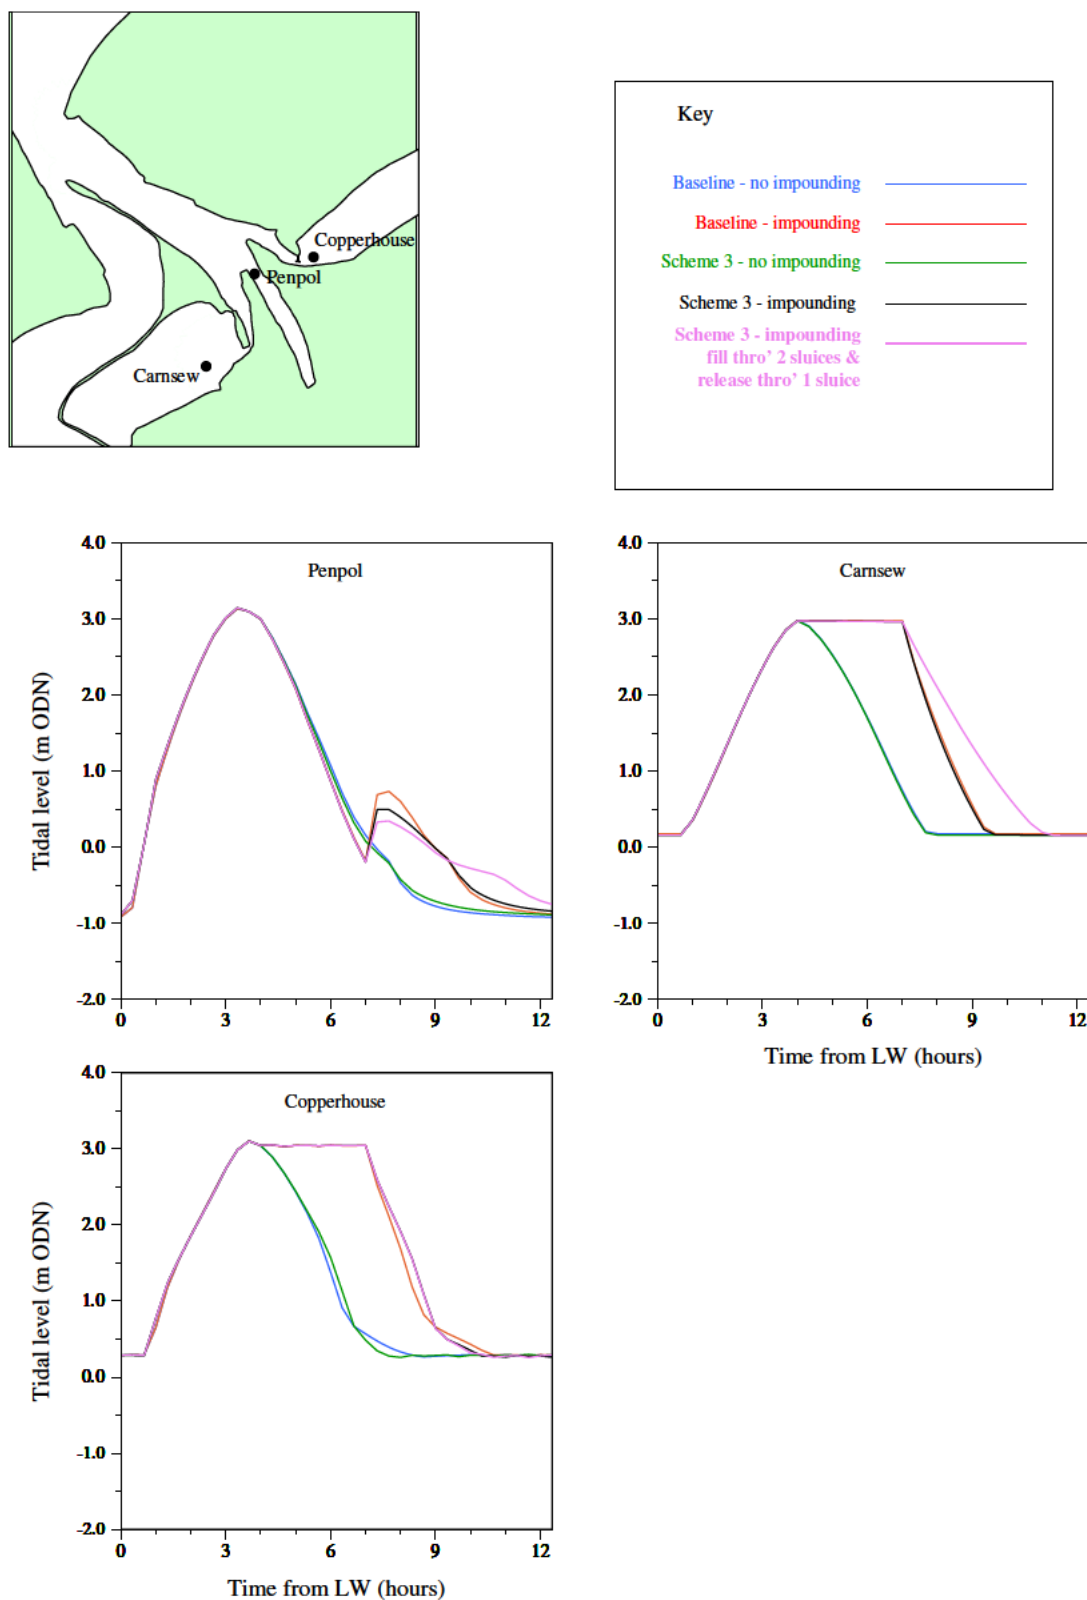 Copperhouse
Penpol
Carnsew
Key
Baseline - no impounding
Baseline - impounding
Scheme 3 - no impounding
Scheme 3 - impounding
Scheme 3 - impounding
fill thro' 2 sluices &
release thro' 1 sluice
Penpol
Tidal level (m ODN)
4.0
3.0
2.0
1.0
0.0
-1.0
-2.0
0 3 6 9 12
Carnsew
4.0
3.0
2.0
1.0
0.0
-1.0
-2.0
0 3 6 9 12
Time from LW (hours)
Copperhouse
Tidal level (m ODN)
4.0
3.0
2.0
1.0
0.0
-1.0
-2.0
0 3 6 9 12
Time from LW (hours)